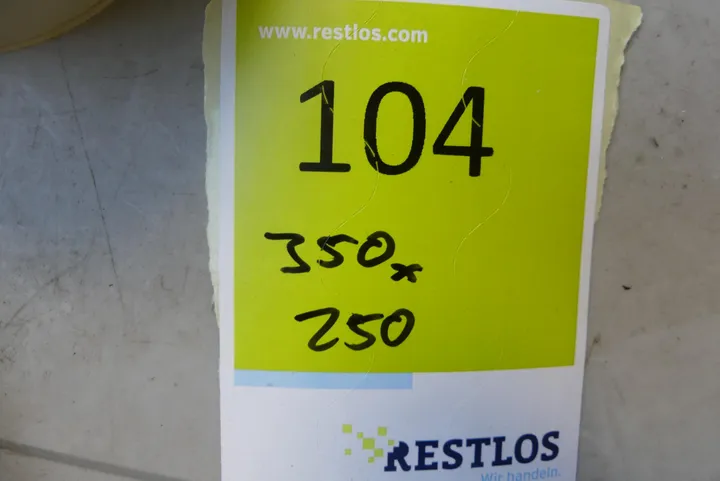 www.restlos.com
104
350x
250
RESTLOS
Wir handeln.